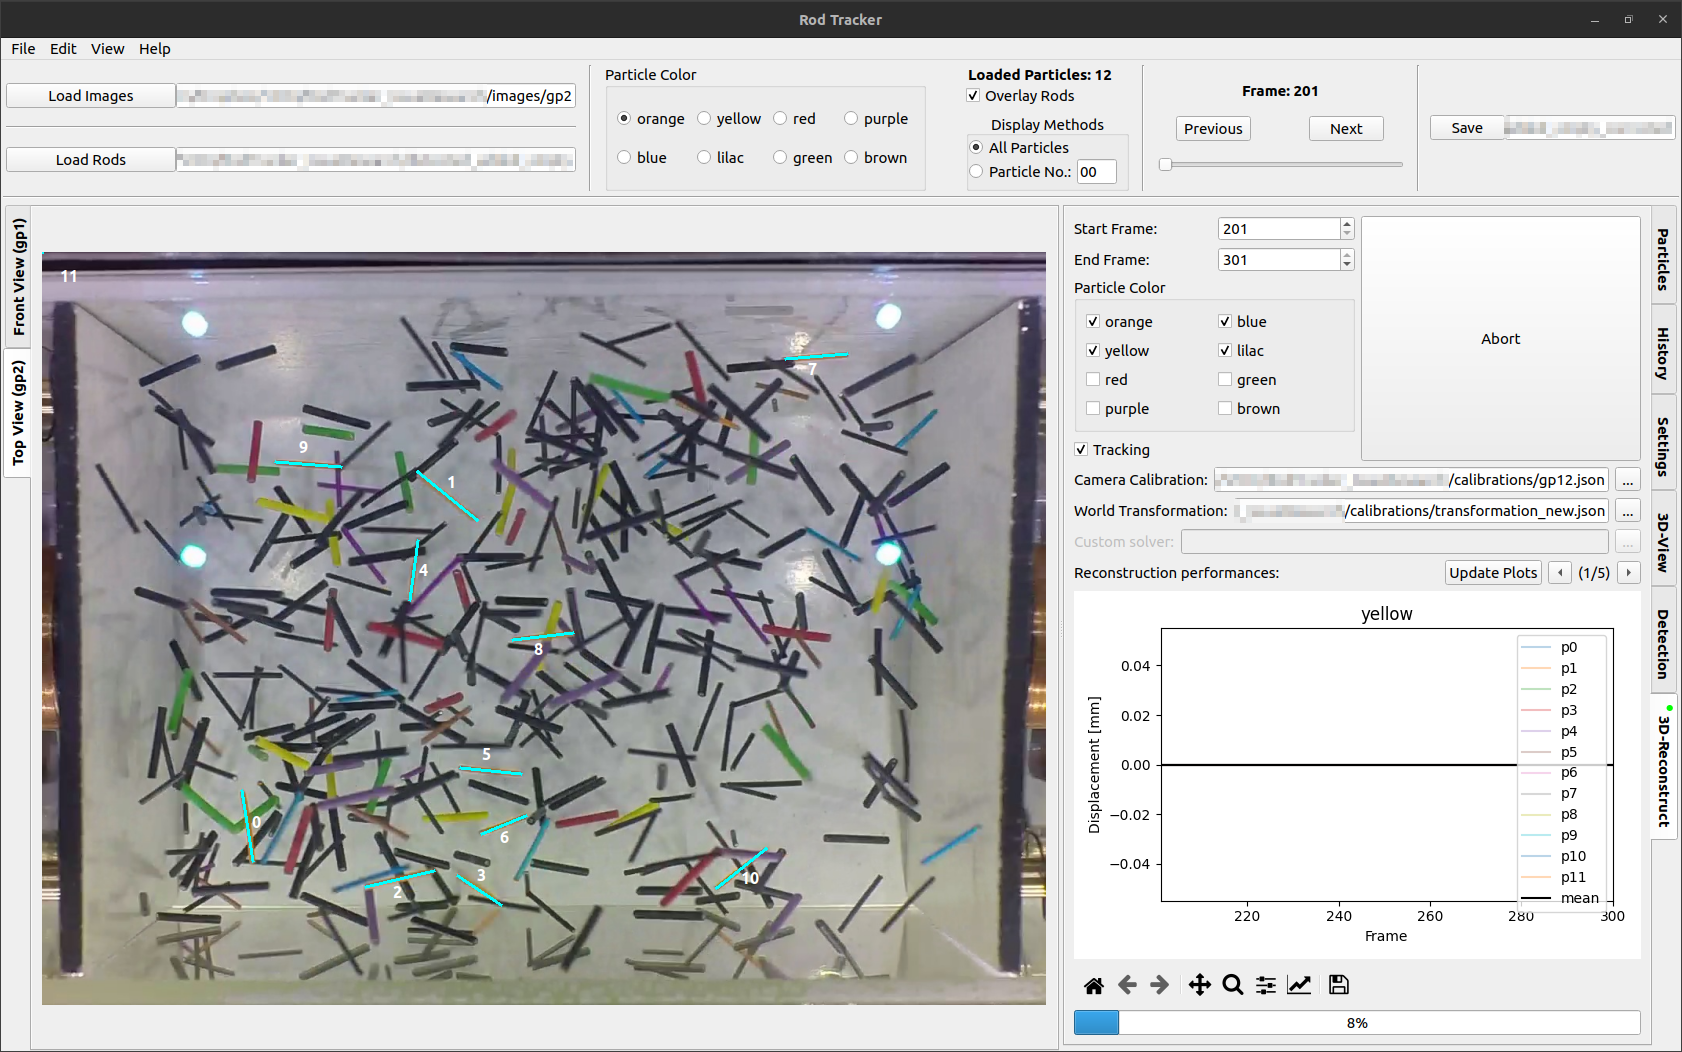 Rod Tracker
File Edit View Help
Load Images /images/gp2
Load Rods
Particle Color
orange yellow red purple
blue lilac green brown
Loaded Particles: 12
Overlay Rods
Display Methods
All Particles
Particle No.: 00
Frame: 201
Previous Next
Save
Front View (gp1)
Top View (gp2)
11
7
9
1
4
8
5
0
6
3
2
10
Start Frame: 201
End Frame: 301
Abort
Particle Color
orange blue
yellow lilac
red green
purple brown
Tracking
Camera Calibration: /calibrations/gp12.json ...
World Transformation: /calibrations/transformation_new.json ...
Custom solver: ...
Reconstruction performances: Update Plots (1/5)
yellow
Displacement [mm]
0.04
0.02
0.00
−0.02
−0.04
220 240 260 280 300
Frame
p0
p1
p2
p3
p4
p5
p6
p7
p8
p9
p10
p11
mean
8%
Particles
History
Settings
3D-View
Detection
3D-Reconstruct